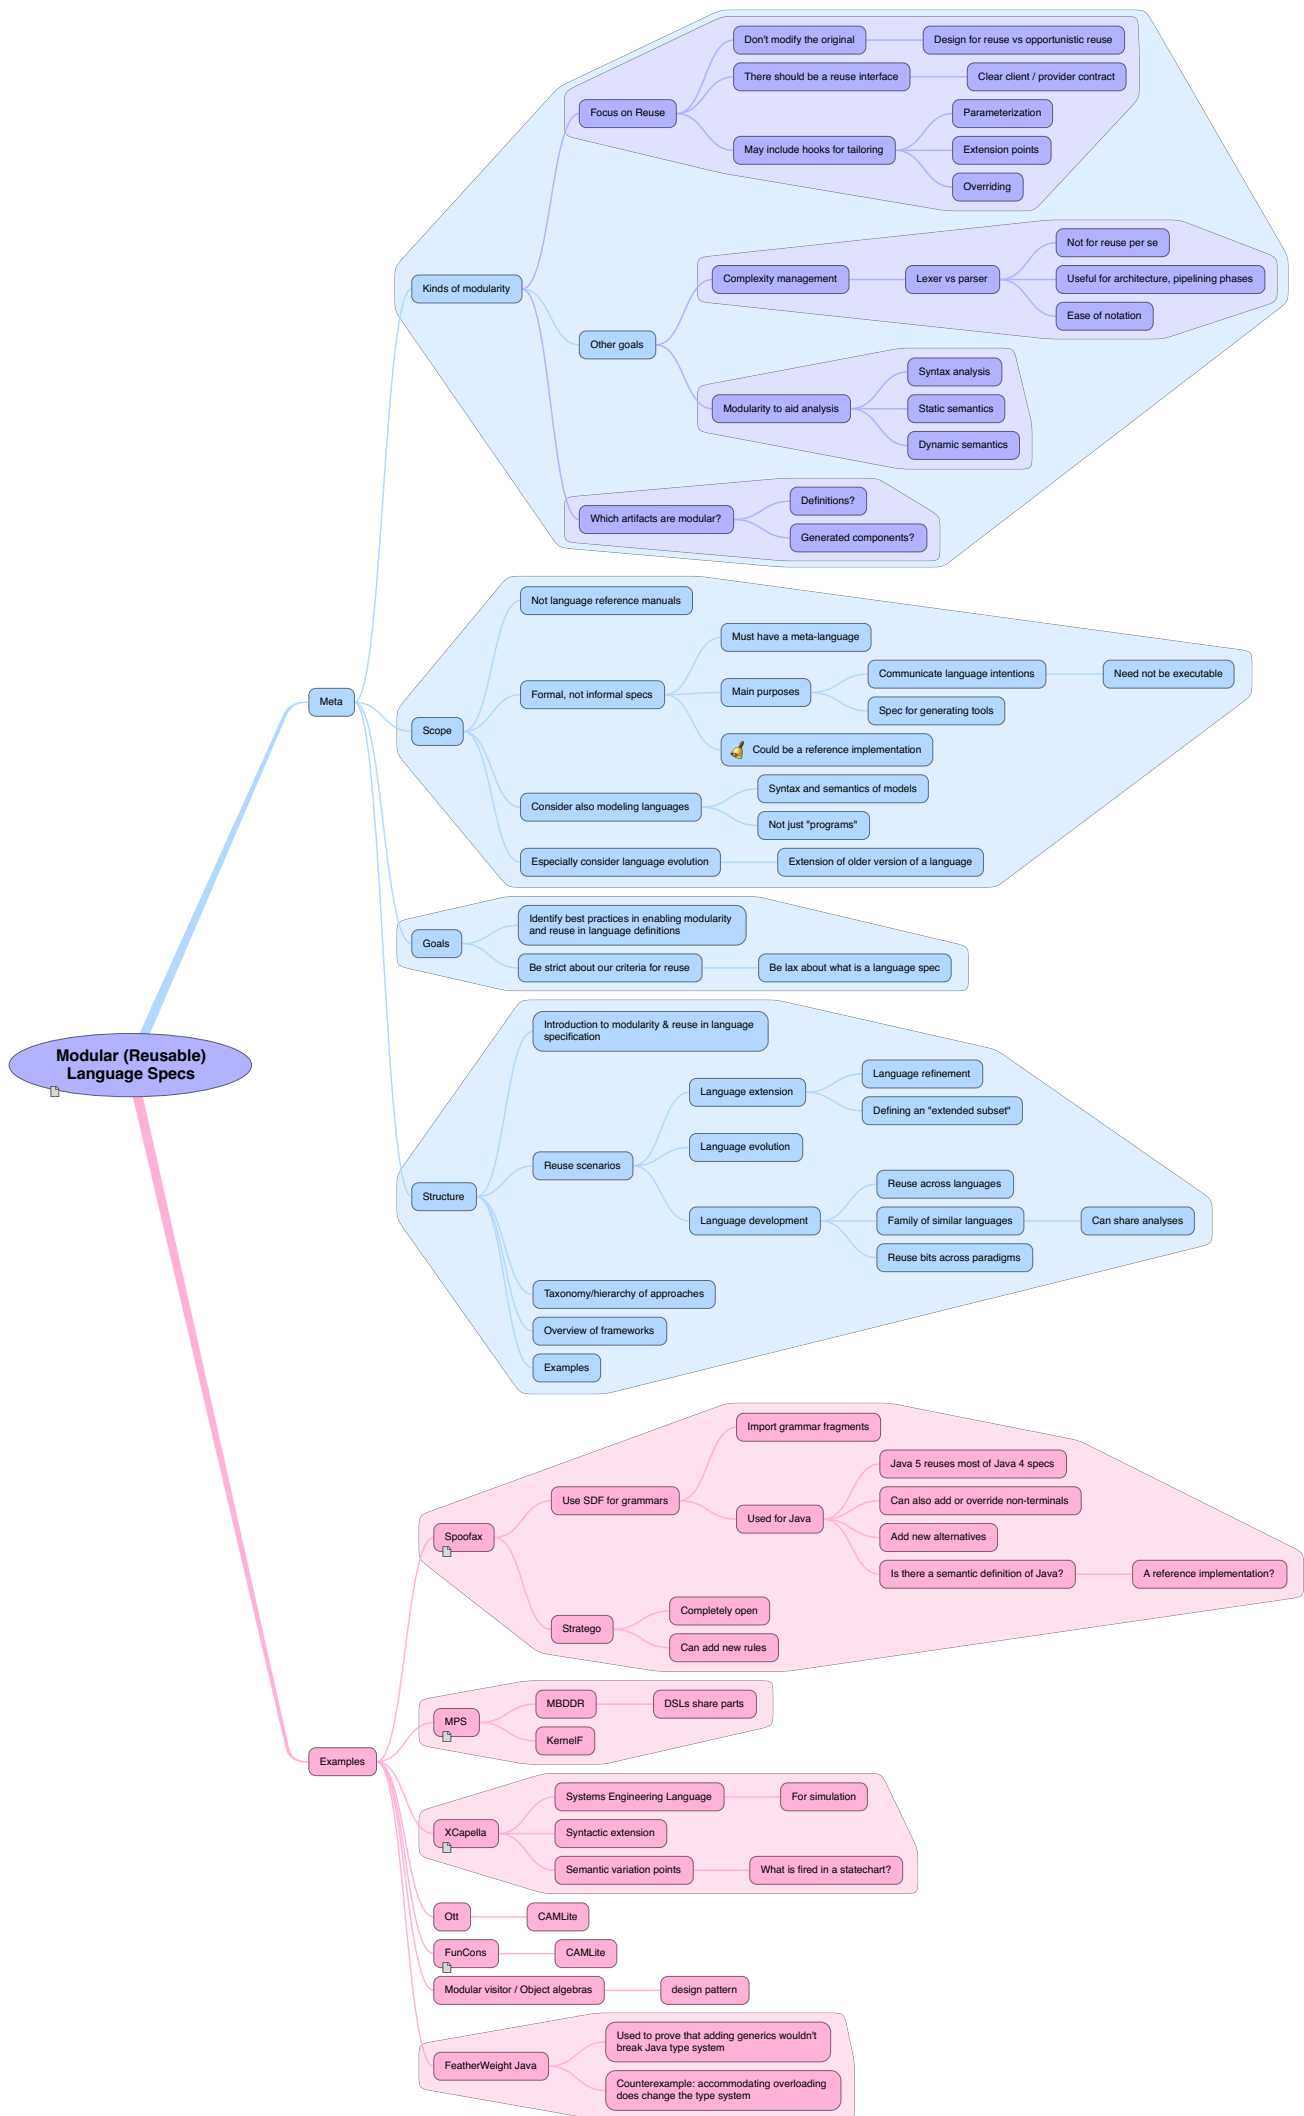 Don't modify the original
Design for reuse vs opportunistic reuse
There should be a reuse interface
Clear client / provider contract
Focus on Reuse
Parameterization
May include hooks for tailoring
Extension points
Overriding
Kinds of modularity
Not for reuse per se
Complexity management
Lexer vs parser
Useful for architecture, pipelining phases
Ease of notation
Other goals
Syntax analysis
Modularity to aid analysis
Static semantics
Dynamic semantics
Which artifacts are modular?
Definitions?
Generated components?
Meta
Not language reference manuals
Must have a meta-language
Formal, not informal specs
Main purposes
Communicate language intentions
Need not be executable
Spec for generating tools
Could be a reference implementation
Scope
Consider also modeling languages
Syntax and semantics of models
Not just "programs"
Especially consider language evolution
Extension of older version of a language
Goals
Identify best practices in enabling modularity
and reuse in language definitions
Be strict about our criteria for reuse
Be lax about what is a language spec
Modular (Reusable)
Language Specs
Introduction to modularity & reuse in language
specification
Language extension
Language refinement
Defining an "extended subset"
Reuse scenarios
Language evolution
Structure
Reuse across languages
Language development
Family of similar languages
Can share analyses
Reuse bits across paradigms
Taxonomy/hierarchy of approaches
Overview of frameworks
Examples
Import grammar fragments
Use SDF for grammars
Java 5 reuses most of Java 4 specs
Used for Java
Can also add or override non-terminals
Add new alternatives
Is there a semantic definition of Java?
A reference implementation?
Spoofax
Completely open
Stratego
Can add new rules
MPS
MBDDR
DSLs share parts
KernelF
Examples
Systems Engineering Language
For simulation
XCapella
Syntactic extension
Semantic variation points
What is fired in a statechart?
Ott
CAMLite
FunCons
CAMLite
Modular visitor / Object algebras
design pattern
FeatherWeight Java
Used to prove that adding generics wouldn't
break Java type system
Counterexample: accommodating overloading
does change the type system